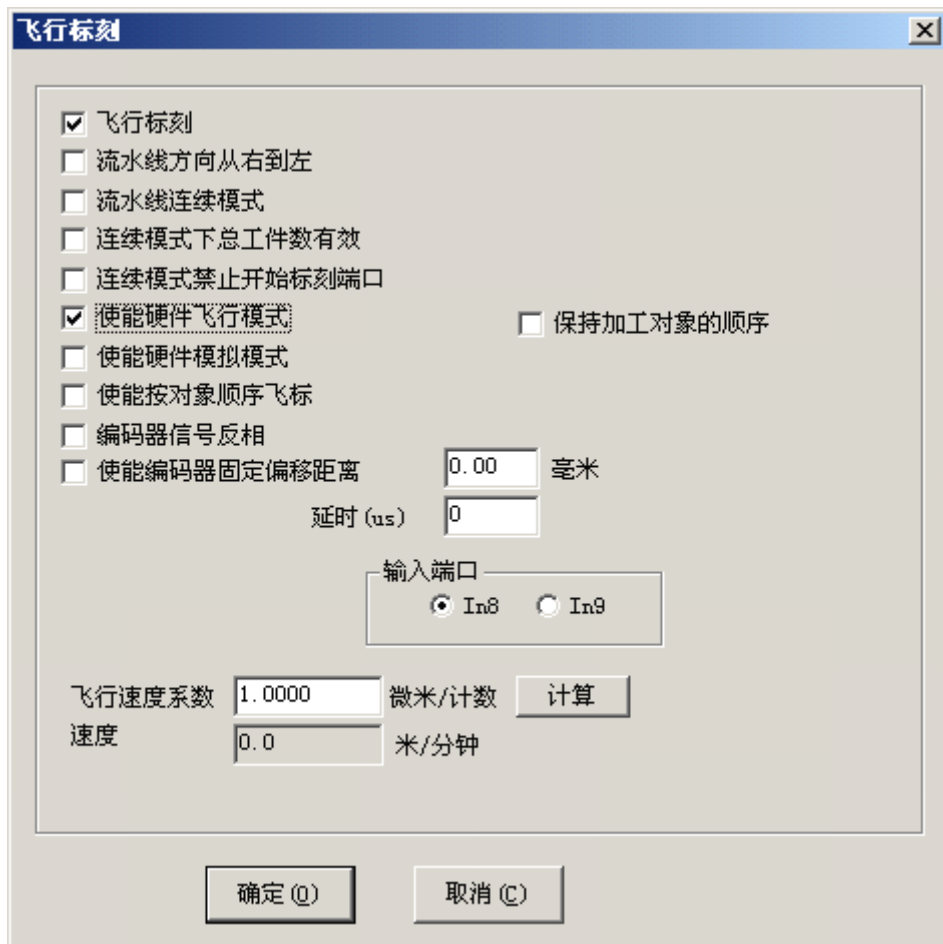 飞行标刻
飞行标刻
流水线方向从右到左
流水线连续模式
连续模式下总工件数有效
连续模式禁止开始标刻端口
使能硬件飞行模式 保持加工对象的顺序
使能硬件模拟模式
使能按对象顺序飞标
编码器信号反相
使能编码器固定偏移距离 0.00 毫米
延时(us) 0
输入端口
In8 In9
飞行速度系数 1.0000 微米/计数 计算
速度 0.0 米/分钟
确定(O) 取消(C)